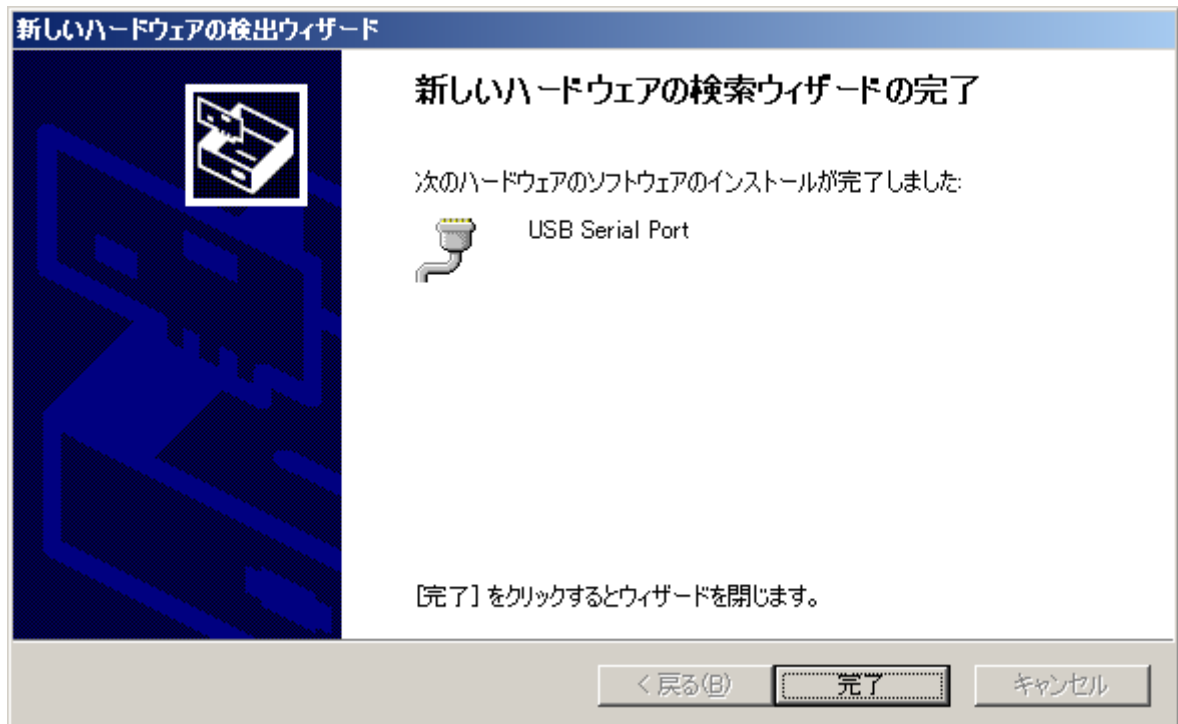 新しいハードウェアの検出ウィザード
新しいハードウェアの検索ウィザードの完了
次のハードウェアのソフトウェアのインストールが完了しました:
USB Serial Port
[完了] をクリックするとウィザードを閉じます。
< 戻る(B)
完了
キャンセル